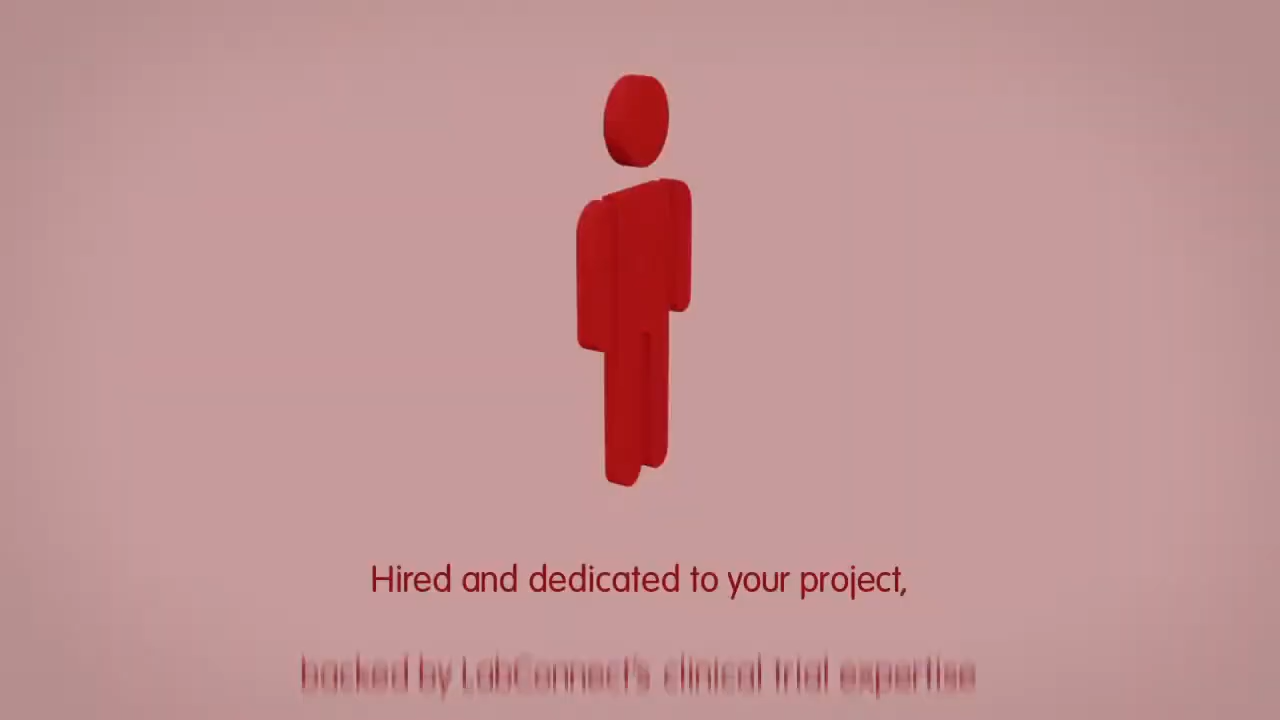 Hired and dedicated to your project,
backed by LabConnect's clinical trial expertise